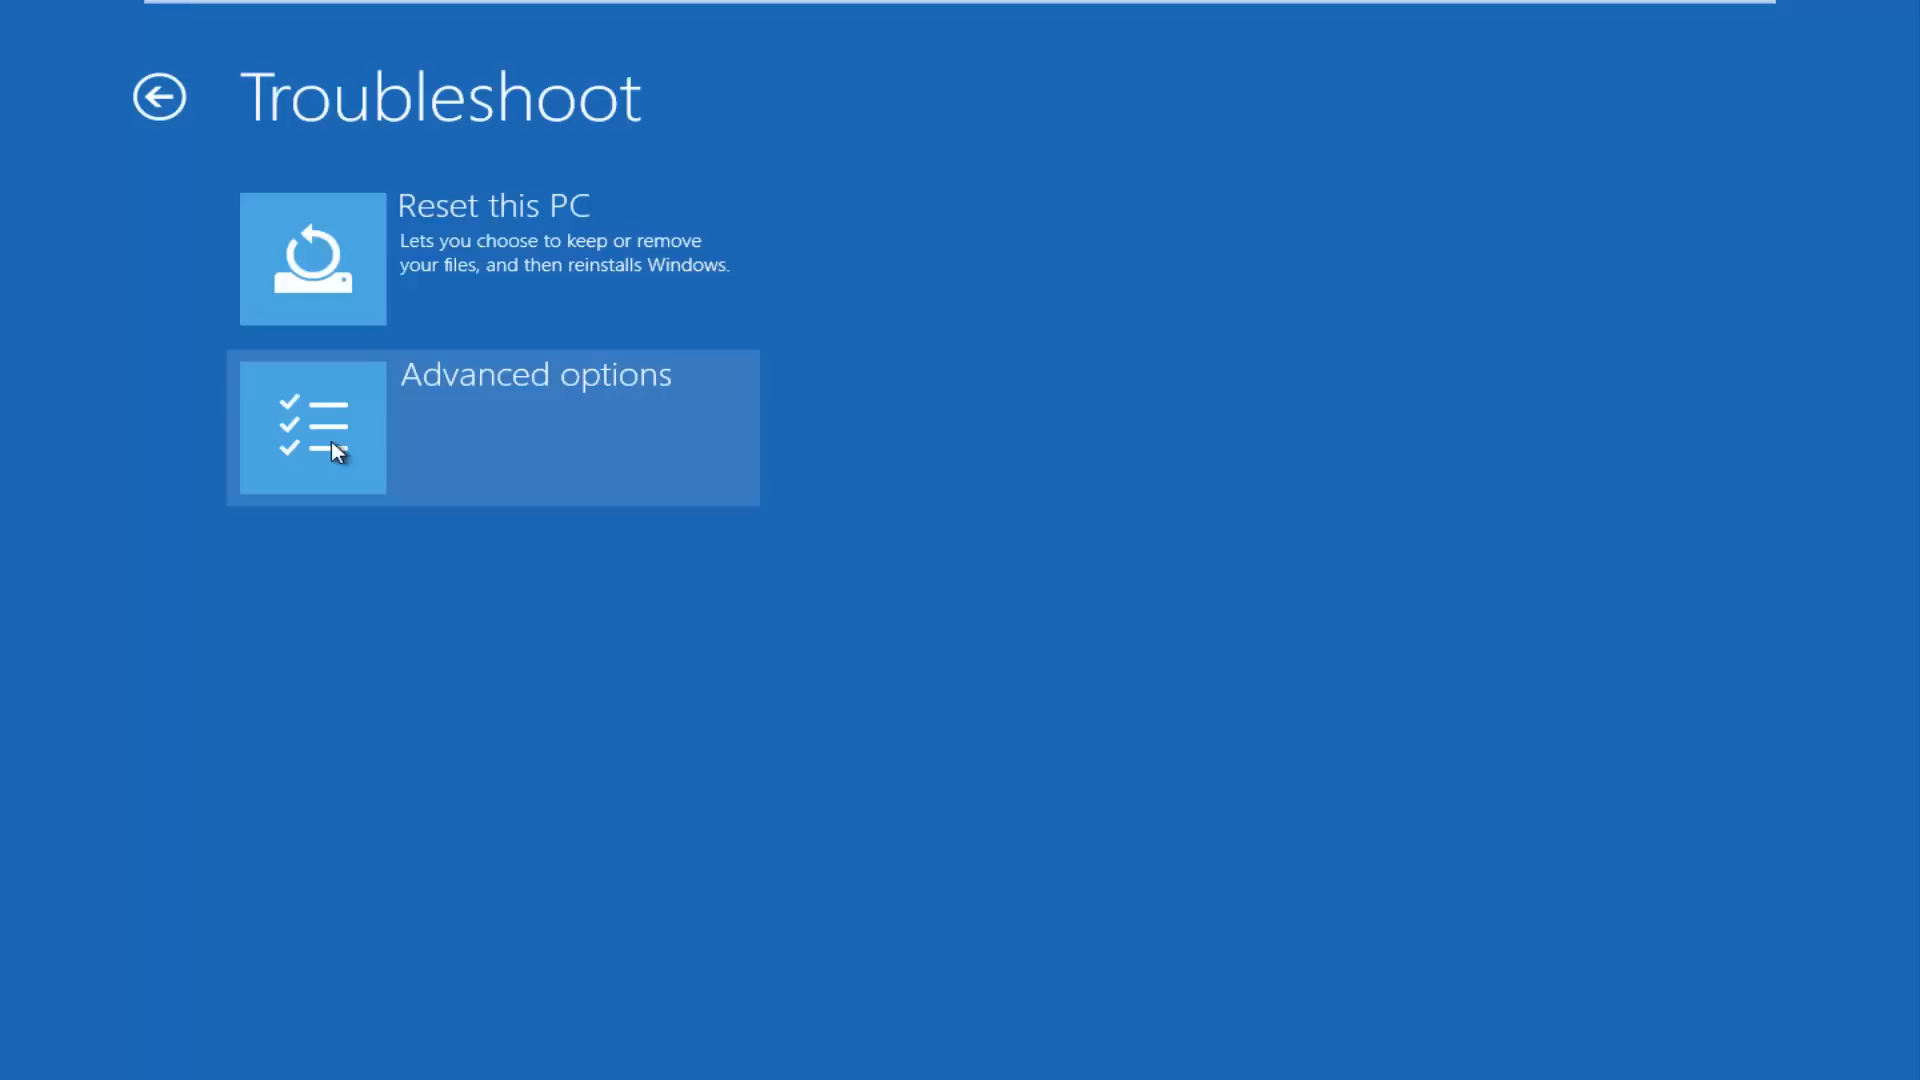 Troubleshoot
Reset this PC
Lets you choose to keep or remove
your files, and then reinstalls Windows.
Advanced options